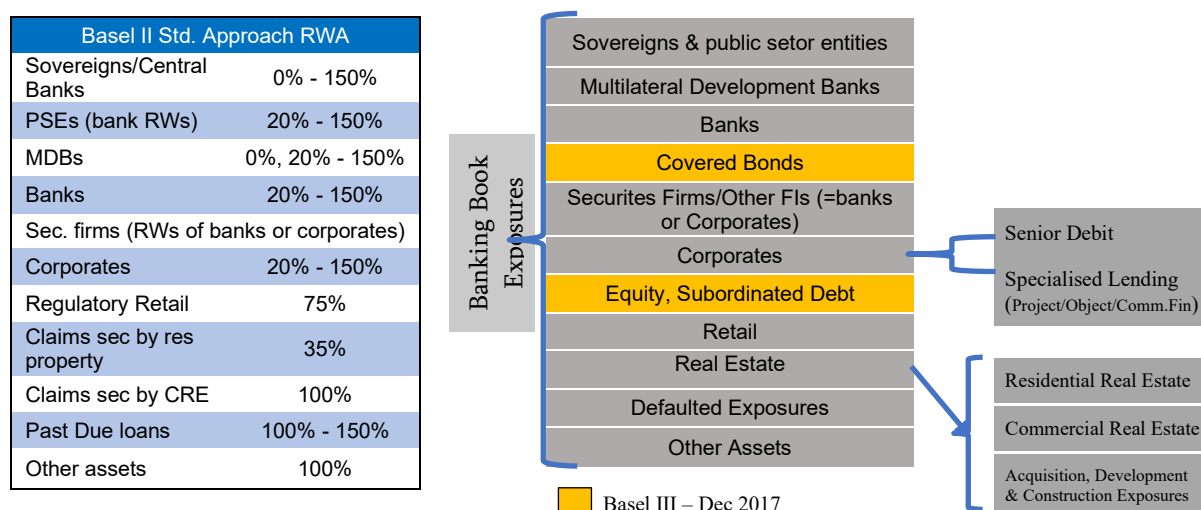 Basel II Std. Approach RWA
Sovereigns/Central
Banks
0% - 150%
PSEs (bank RWs)
20% - 150%
MDBs
0%, 20% - 150%
Banks
20% - 150%
Sec. firms (RWs of banks or corporates)
Corporates
20% - 150%
Regulatory Retail
75%
Claims sec by res
property
35%
Claims sec by CRE
100%
Past Due loans
100% - 150%
Other assets
100%
Banking Book
Exposures
Sovereigns & public setor entities
Multilateral Development Banks
Banks
Covered Bonds
Securites Firms/Other FIs (=banks
or Corporates)
Corporates
Equity, Subordinated Debt
Retail
Real Estate
Defaulted Exposures
Other Assets
Basel III – Dec 2017
Senior Debit
Specialised Lending
(Project/Object/Comm.Fin)
Residential Real Estate
Commercial Real Estate
Acquisition, Development
& Construction Exposures